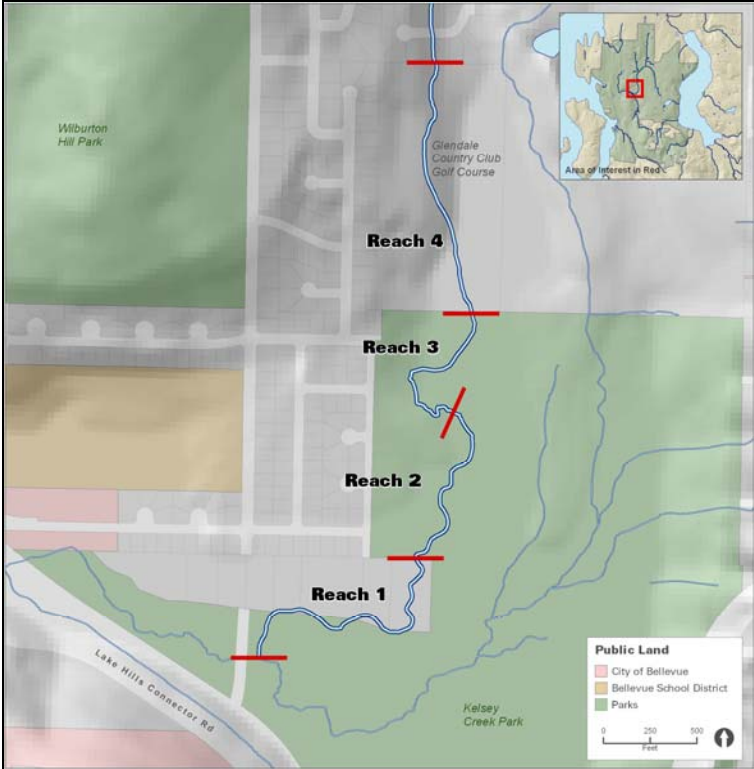 Wilburton
Hill Park
Glendale
Country Club
Golf Course
Area of Interest in Red
Reach 4
Reach 3
Reach 2
Reach 1
Lake Hills Connector Rd
Kelsey
Creek Park
Public Land
City of Bellevue
Bellevue School District
Parks
0 250 500
Feet